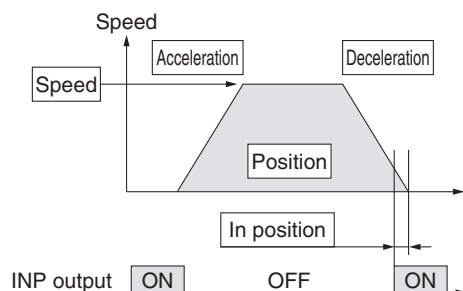 Speed
Acceleration
Deceleration
Speed
Position
In position
INP output ON OFF ON